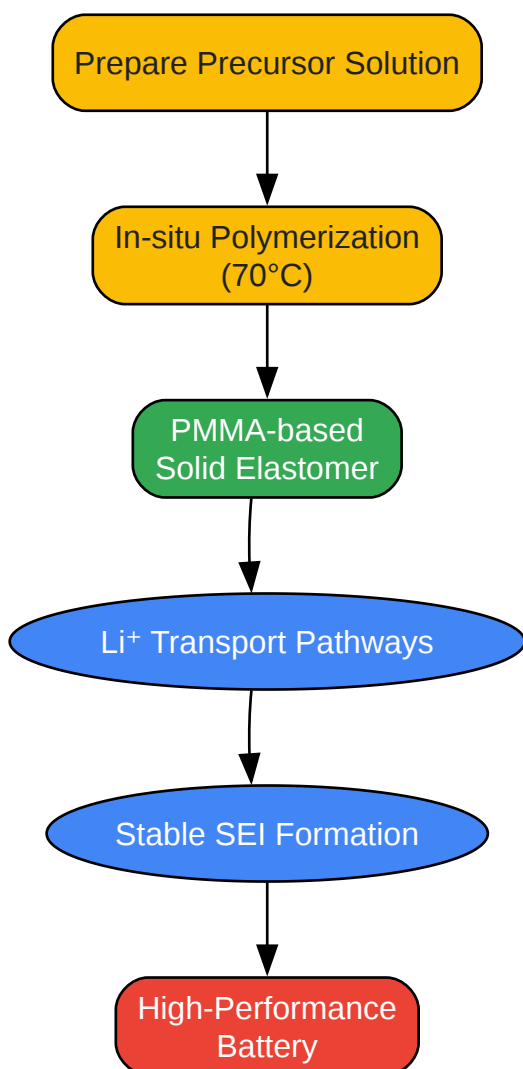 Prepare Precursor Solution
In-situ Polymerization
(70°C)
PMMA-based
Solid Elastomer
Li⁺ Transport Pathways
Stable SEI Formation
High-Performance
Battery